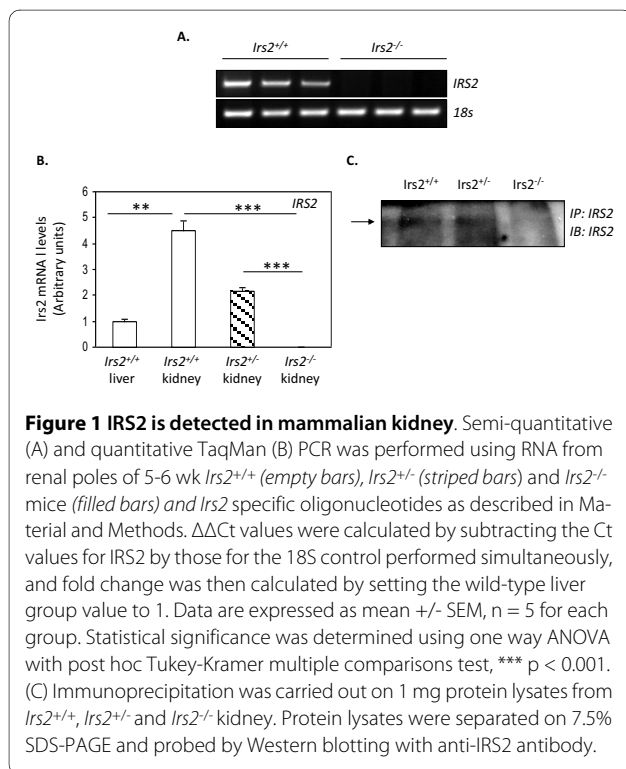 A.
Irs2+/+ Irs2-/-
IRS2
18s
B.
Irs2 mRNA l levels
(Arbitrary units)
6
5
4
3
2
1
0
IRS2
** ***
***
Irs2+/+ Irs2+/+ Irs2+/- Irs2-/-
liver kidney kidney kidney
C.
Irs2+/+ Irs2+/- Irs2-/-
IP: IRS2
IB: IRS2
Figure 1 IRS2 is detected in mammalian kidney. Semi-quantitative
(A) and quantitative TaqMan (B) PCR was performed using RNA from
renal poles of 5-6 wk Irs2+/+ (empty bars), Irs2+/- (striped bars) and Irs2-/-
mice (filled bars) and Irs2 specific oligonucleotides as described in Ma-
terial and Methods. ΔΔCt values were calculated by subtracting the Ct
values for IRS2 by those for the 18S control performed simultaneously,
and fold change was then calculated by setting the wild-type liver
group value to 1. Data are expressed as mean +/- SEM, n = 5 for each
group. Statistical significance was determined using one way ANOVA
with post hoc Tukey-Kramer multiple comparisons test, *** p < 0.001.
(C) Immunoprecipitation was carried out on 1 mg protein lysates from
Irs2+/+, Irs2+/- and Irs2-/- kidney. Protein lysates were separated on 7.5%
SDS-PAGE and probed by Western blotting with anti-IRS2 antibody.